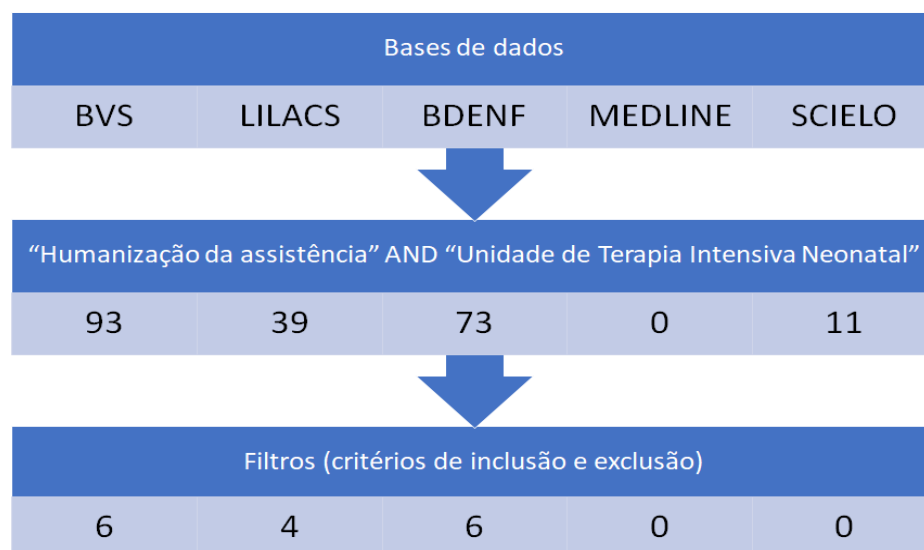 Bases de dados
BVS LILACS BDENF MEDLINE SCIELO
“Humanização da assistência” AND “Unidade de Terapia Intensiva Neonatal”
93 39 73 0 11
Filtros (critérios de inclusão e exclusão)
6 4 6 0 0